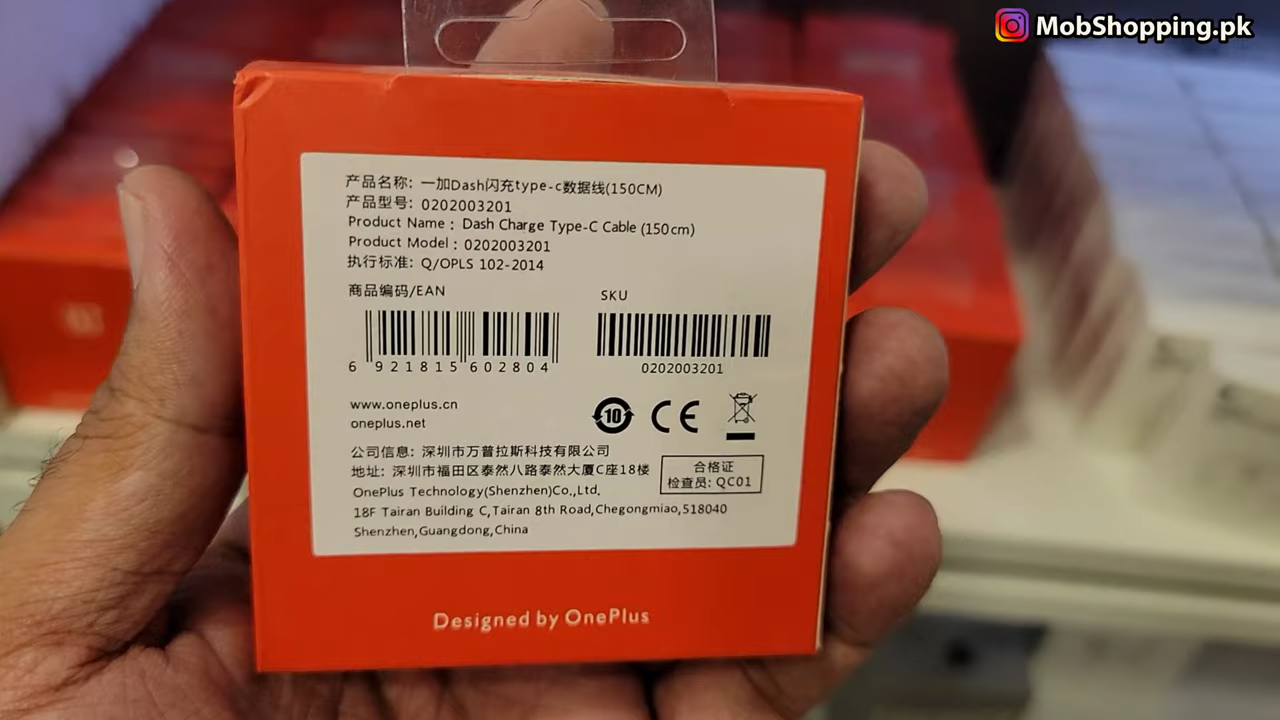 MobShopping.pk
产品名称: 一加Dash闪充type-c数据线(150CM)
产品型号: 0202003201
Product Name : Dash Charge Type-C Cable (150cm)
Product Model : 0202003201
执行标准: Q/OPLS 102-2014
商品编码/EAN
SKU
6 921815 602804
0202003201
www.oneplus.cn
oneplus.net
10
CE
公司信息: 深圳市万普拉斯科技有限公司
地址: 深圳市福田区泰然八路泰然大厦C座18楼
合格证
检查员: QC01
OnePlus Technology(Shenzhen)Co.,Ltd.
18F Tairan Building C,Tairan 8th Road,Chegongmiao,518040
Shenzhen,Guangdong,China
Designed by OnePlus